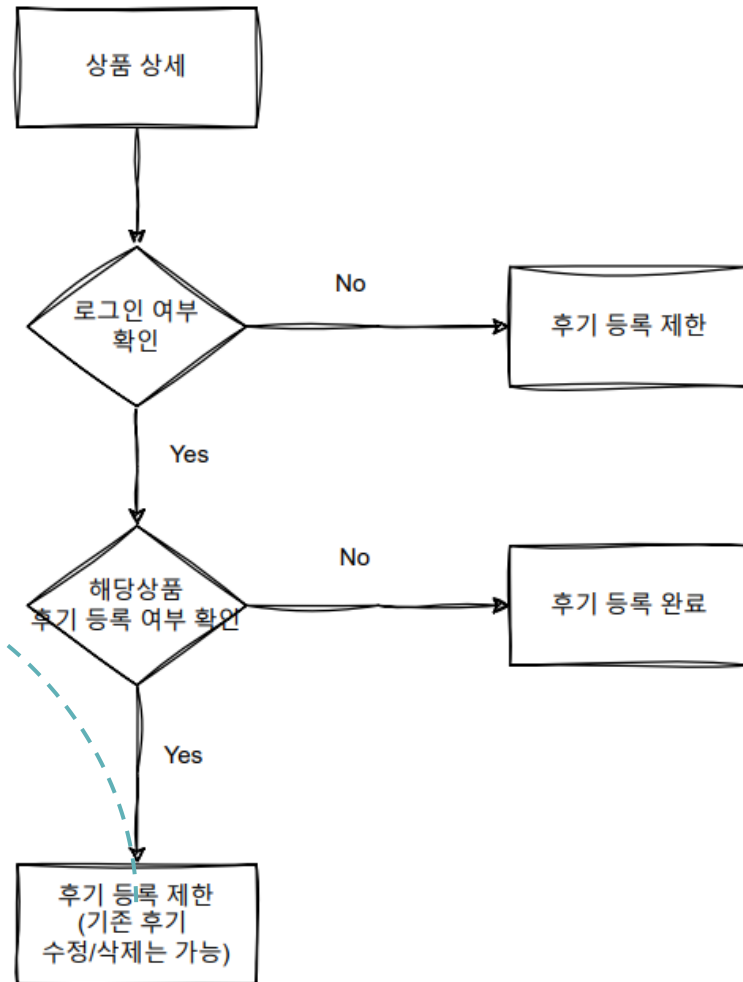 상품 상세
로그인 여부
확인
No
후기 등록 제한
Yes
해당상품
후기 등록 여부 확인
No
후기 등록 완료
Yes
후기 등록 제한
(기존 후기
수정/삭제는 가능)